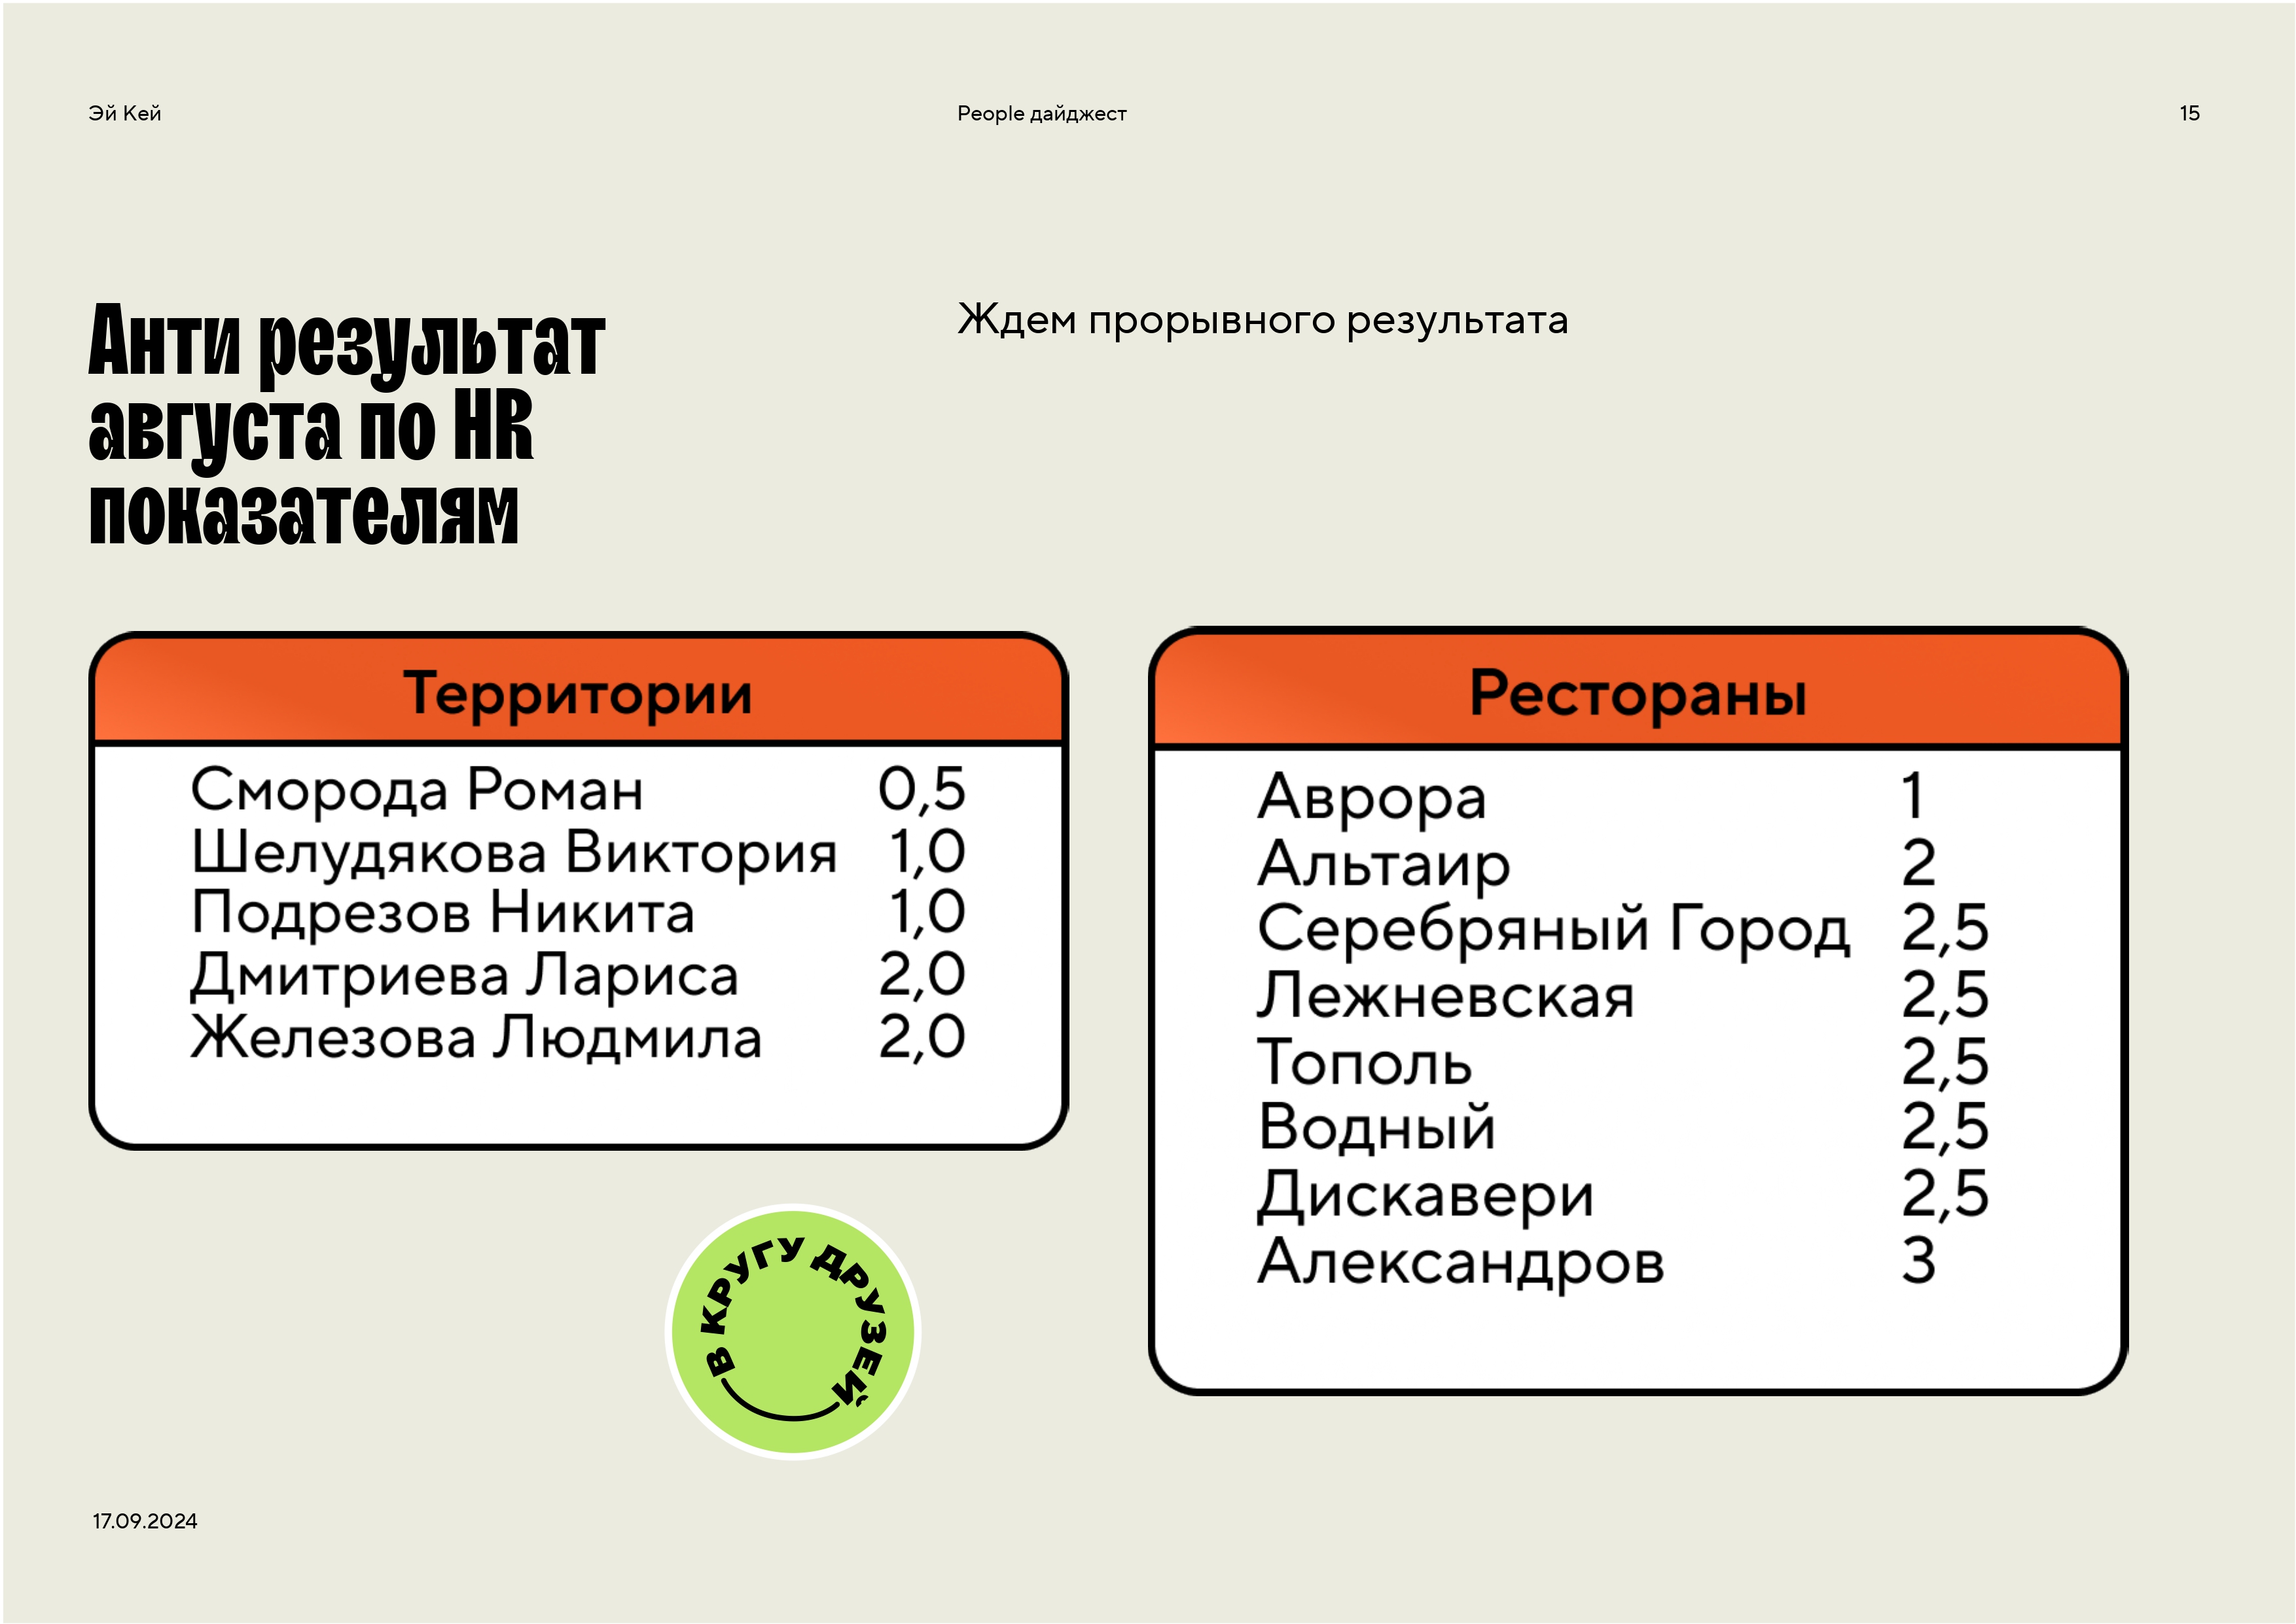 Эй Кей
People дайджест
15
Анти результат
августа по HR
показателям
Ждем прорывного результата
Территории
Сморода Роман 0,5
Шелудякова Виктория 1,0
Подрезов Никита 1,0
Дмитриева Лариса 2,0
Железова Людмила 2,0
Рестораны
Аврора 1
Альтаир 2
Серебряный Город 2,5
Лежневская 2,5
Тополь 2,5
Водный 2,5
Дискавери 2,5
Александров 3
В КРУГУ ДРУЗЕЙ
17.09.2024